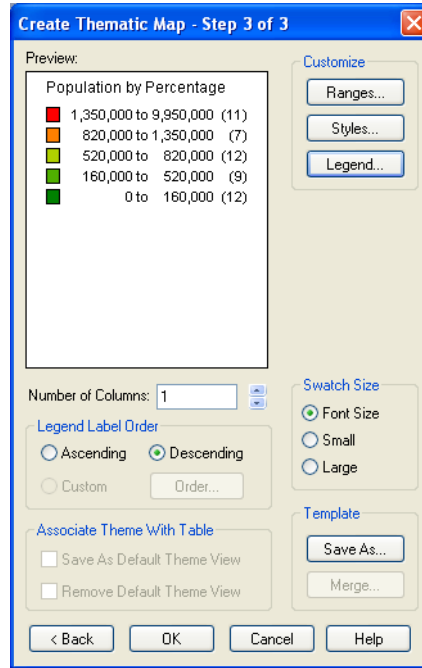 Create Thematic Map - Step 3 of 3
Preview:
Population by Percentage
1,350,000 to 9,950,000 (11)
820,000 to 1,350,000 (7)
520,000 to 820,000 (12)
160,000 to 520,000 (9)
0 to 160,000 (12)
Customize
Ranges...
Styles...
Legend...
Number of Columns: 1
Legend Label Order
Ascending Descending
Custom Order...
Swatch Size
Font Size
Small
Large
Associate Theme With Table
Save As Default Theme View
Remove Default Theme View
Template
Save As...
Merge...
< Back OK Cancel Help